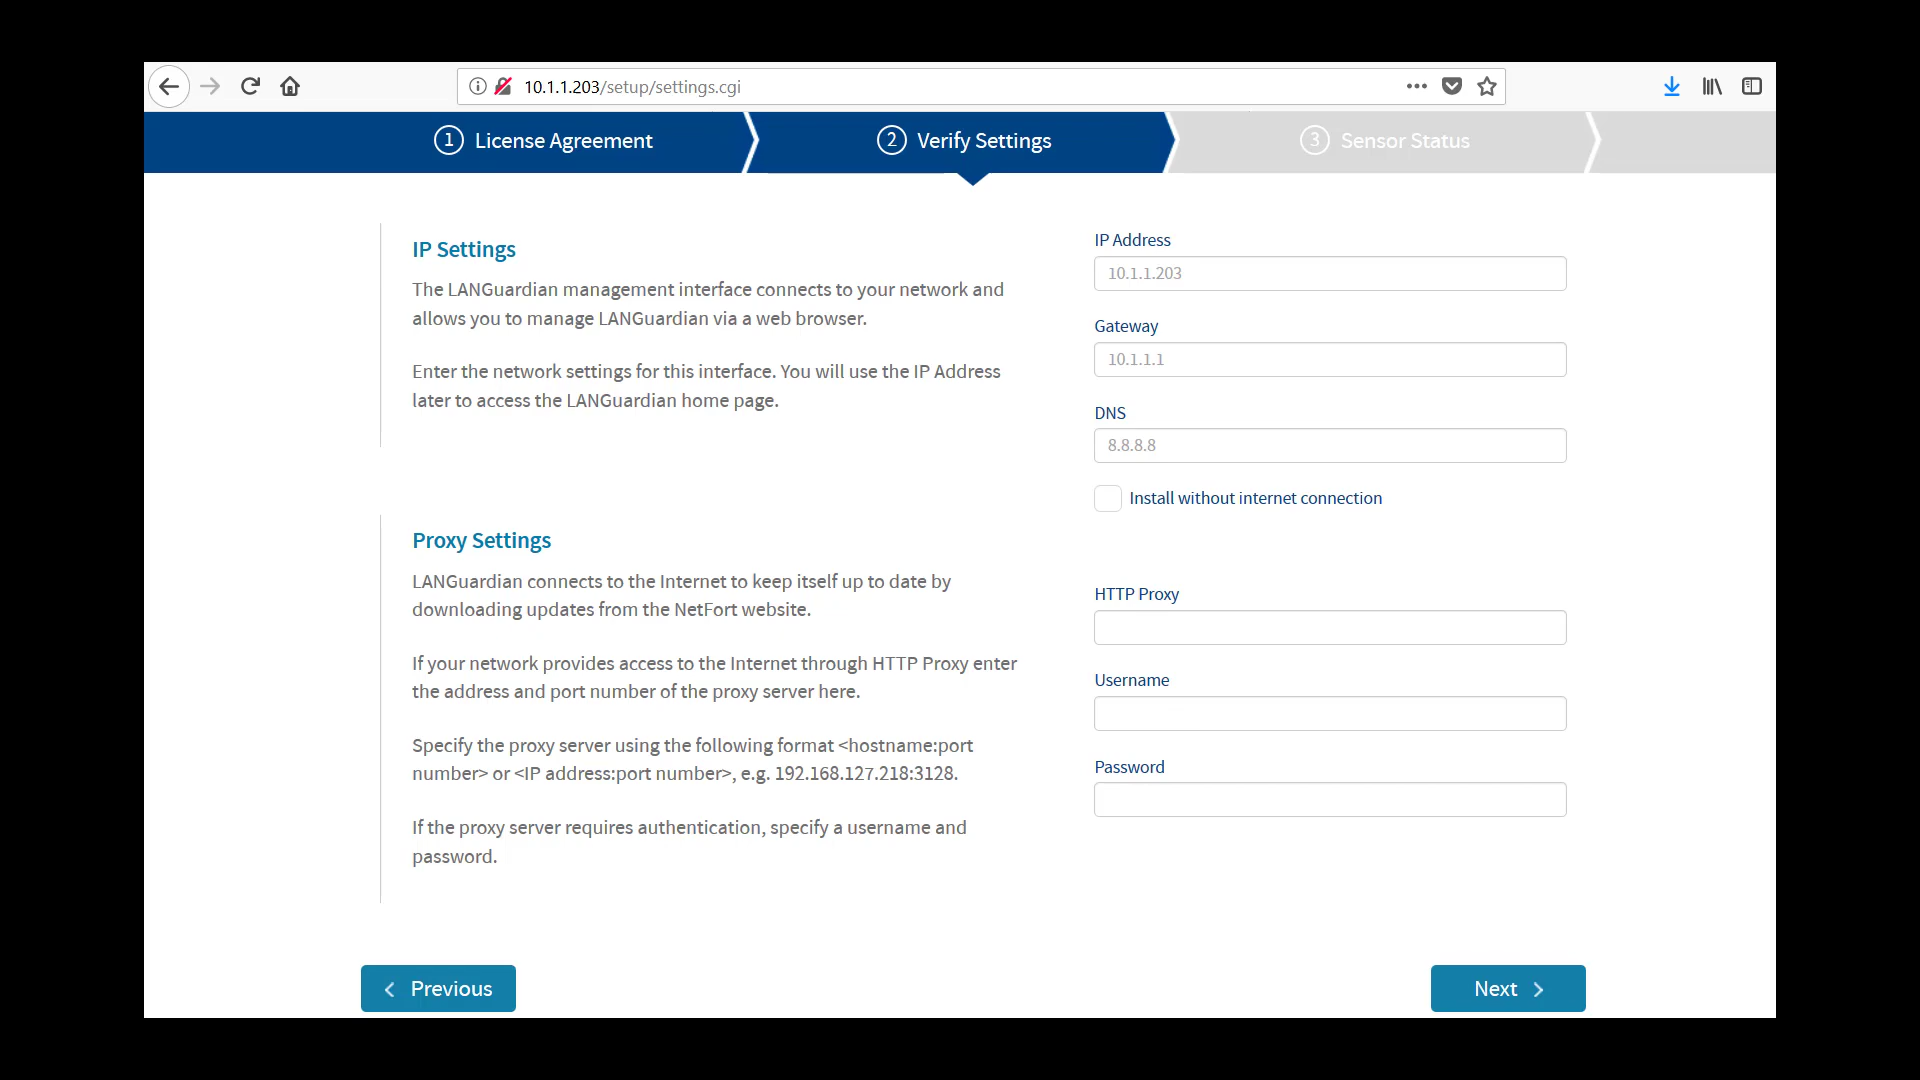 10.1.1.203/setup/settings.cgi
1 License Agreement
2 Verify Settings
3 Sensor Status
IP Settings
The LANGuardian management interface connects to your network and
allows you to manage LANGuardian via a web browser.
Enter the network settings for this interface. You will use the IP Address
later to access the LANGuardian home page.
IP Address
10.1.1.203
Gateway
10.1.1.1
DNS
8.8.8.8
Install without internet connection
Proxy Settings
LANGuardian connects to the Internet to keep itself up to date by
downloading updates from the NetFort website.
If your network provides access to the Internet through HTTP Proxy enter
the address and port number of the proxy server here.
Specify the proxy server using the following format <hostname:port
number> or <IP address:port number>, e.g. 192.168.127.218:3128.
If the proxy server requires authentication, specify a username and
password.
HTTP Proxy
Username
Password
Previous
Next